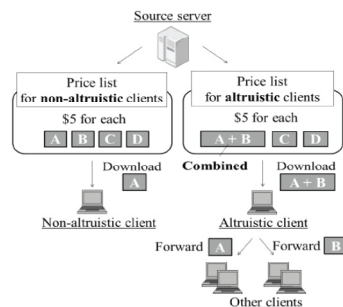 Source server
Price list
for non-altruistic clients
$5 for each
A B C D
Price list
for altruistic clients
$5 for each
A + B C D
Combined
Download
A
Download
A + B
Non-altruistic client
Altruistic client
Forward A
Forward B
Other clients